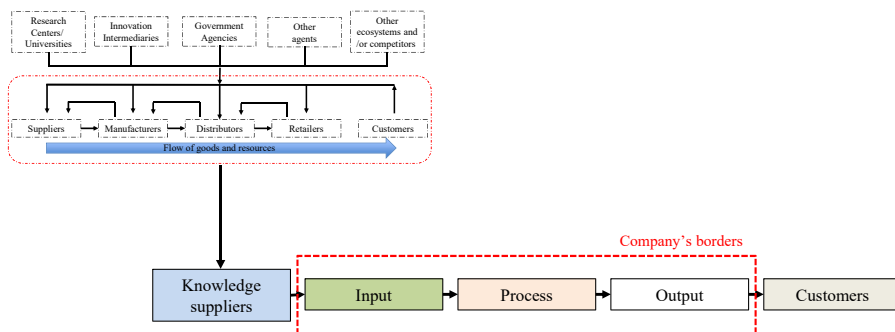 Research
Centers/
Universities
Innovation
Intermediaries
Government
Agencies
Other
agents
Other
ecosystems and
/or competitors
Suppliers
Manufacturers
Distributors
Retailers
Customers
Flow of goods and resources
Company's borders
Knowledge
suppliers
Input
Process
Output
Customers